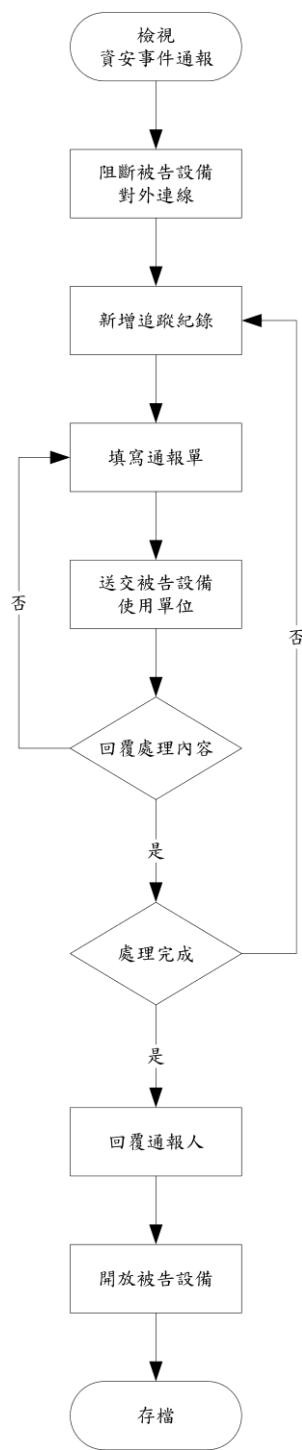 檢視
資安事件通報
阻斷被告設備
對外連線
新增追蹤紀錄
填寫通報單
送交被告設備
使用單位
否
否
回覆處理內容
是
處理完成
是
回覆通報人
開放被告設備
存檔